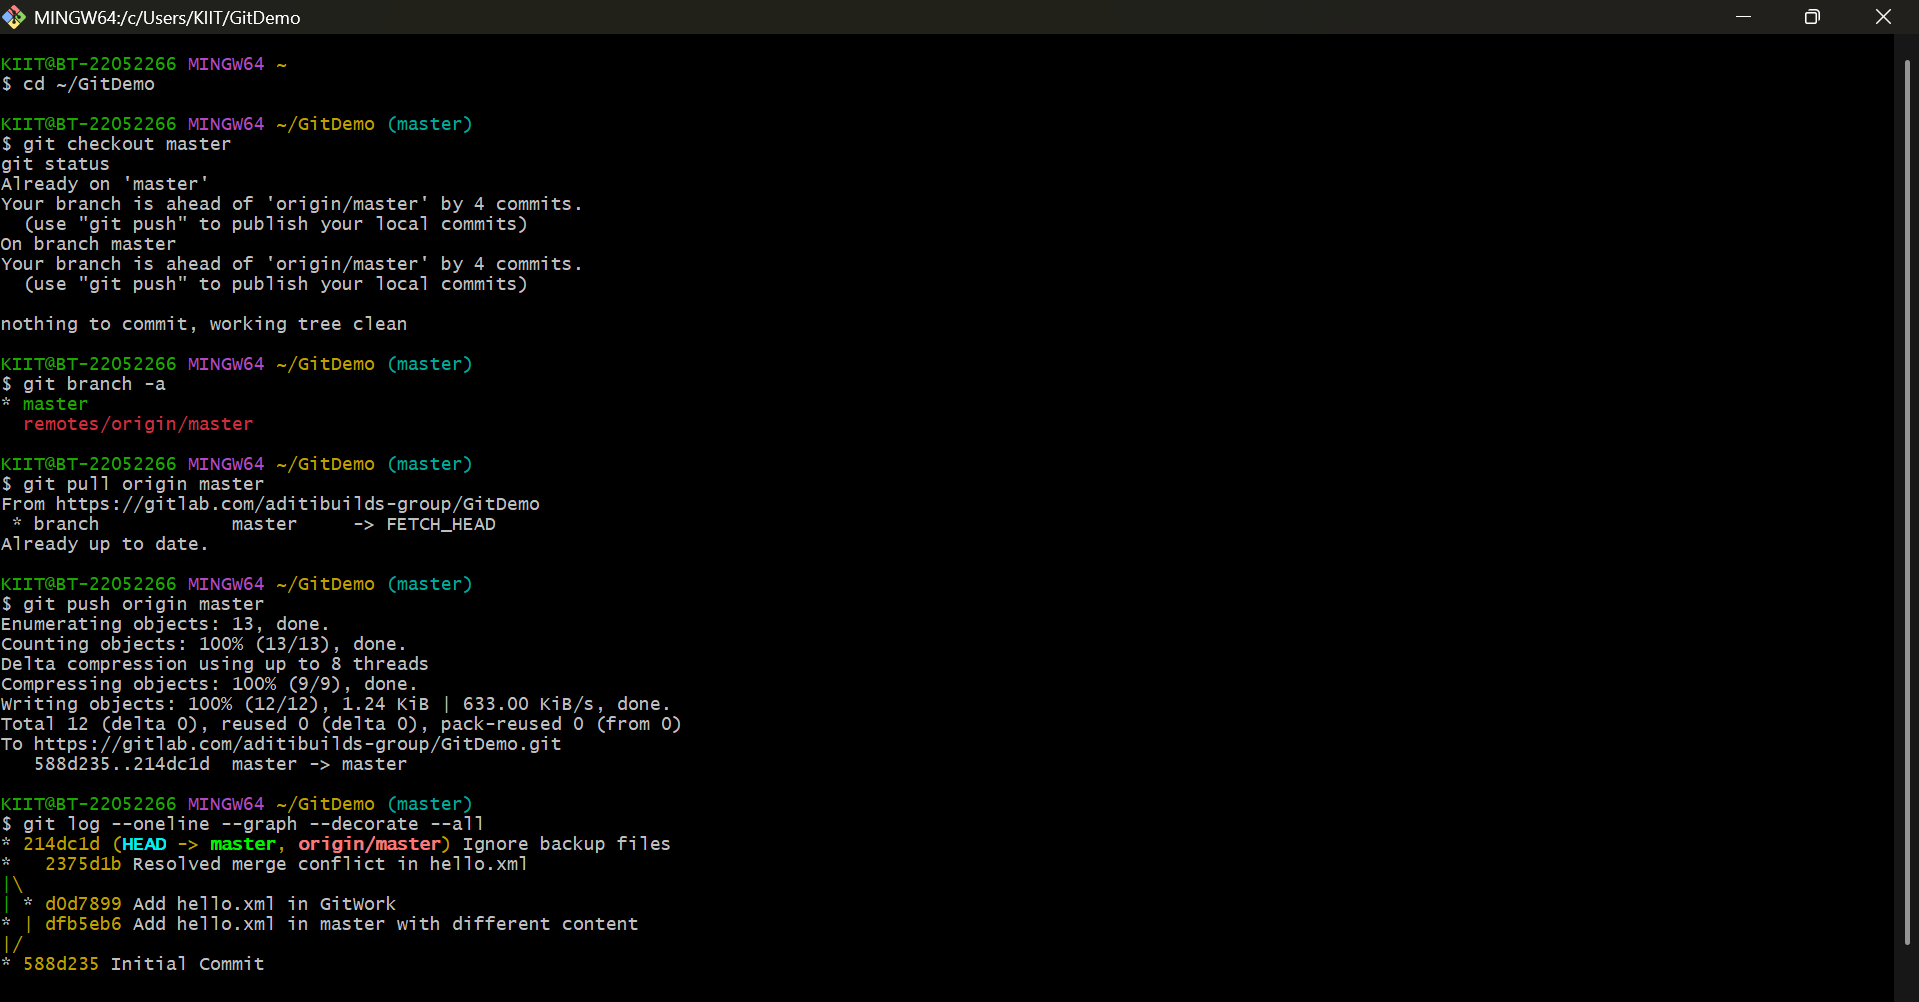 MINGW64:/c/Users/KIIT/GitDemo
KIIT@BT-22052266 MINGW64 ~
$ cd ~/GitDemo
KIIT@BT-22052266 MINGW64 ~/GitDemo (master)
$ git checkout master
git status
Already on 'master'
Your branch is ahead of 'origin/master' by 4 commits.
  (use "git push" to publish your local commits)
On branch master
Your branch is ahead of 'origin/master' by 4 commits.
  (use "git push" to publish your local commits)
nothing to commit, working tree clean
KIIT@BT-22052266 MINGW64 ~/GitDemo (master)
$ git branch -a
* master
  remotes/origin/master
KIIT@BT-22052266 MINGW64 ~/GitDemo (master)
$ git pull origin master
From https://gitlab.com/aditibuilds-group/GitDemo
 * branch            master     -> FETCH_HEAD
Already up to date.
KIIT@BT-22052266 MINGW64 ~/GitDemo (master)
$ git push origin master
Enumerating objects: 13, done.
Counting objects: 100% (13/13), done.
Delta compression using up to 8 threads
Compressing objects: 100% (9/9), done.
Writing objects: 100% (12/12), 1.24 KiB | 633.00 KiB/s, done.
Total 12 (delta 0), reused 0 (delta 0), pack-reused 0 (from 0)
To https://gitlab.com/aditibuilds-group/GitDemo.git
   588d235..214dc1d  master -> master
KIIT@BT-22052266 MINGW64 ~/GitDemo (master)
$ git log --oneline --graph --decorate --all
* 214dc1d (HEAD -> master, origin/master) Ignore backup files
*   2375d1b Resolved merge conflict in hello.xml
|\
| * d0d7899 Add hello.xml in GitWork
* | dfb5eb6 Add hello.xml in master with different content
|/
* 588d235 Initial Commit